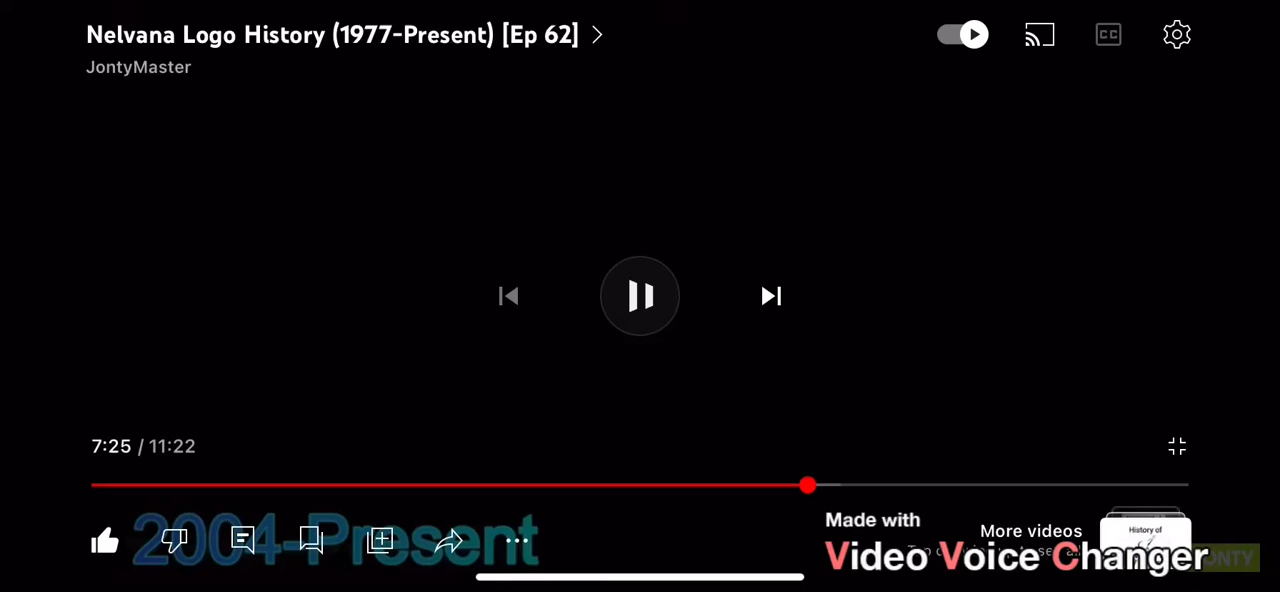 Nelvana Logo History (1977-Present) [Ep 62]
JontyMaster
CC
7:25 / 11:22
2004-Present
Made with
Video Voice Changer
More videos
History of